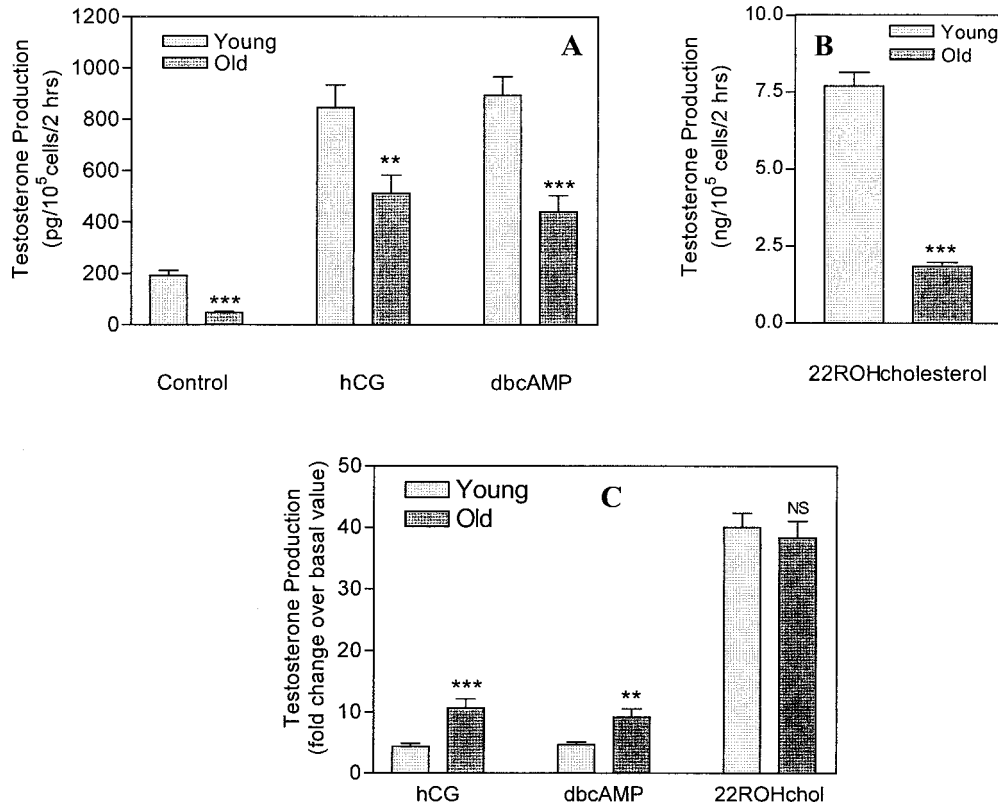 Testosterone Production
(pg/10⁵cells/2 hrs)
1200
1000
800
600
400
200
0
Young
Old
A
***
**
***
Control
hCG
dbcAMP
Testosterone Production
(ng/10⁵ cells/2 hrs)
10.0
7.5
5.0
2.5
0.0
B
Young
Old
***
22ROHcholesterol
Testosterone Production
(fold change over basal value)
50
40
30
20
10
0
Young
Old
C
***
**
NS
hCG
dbcAMP
22ROHchol